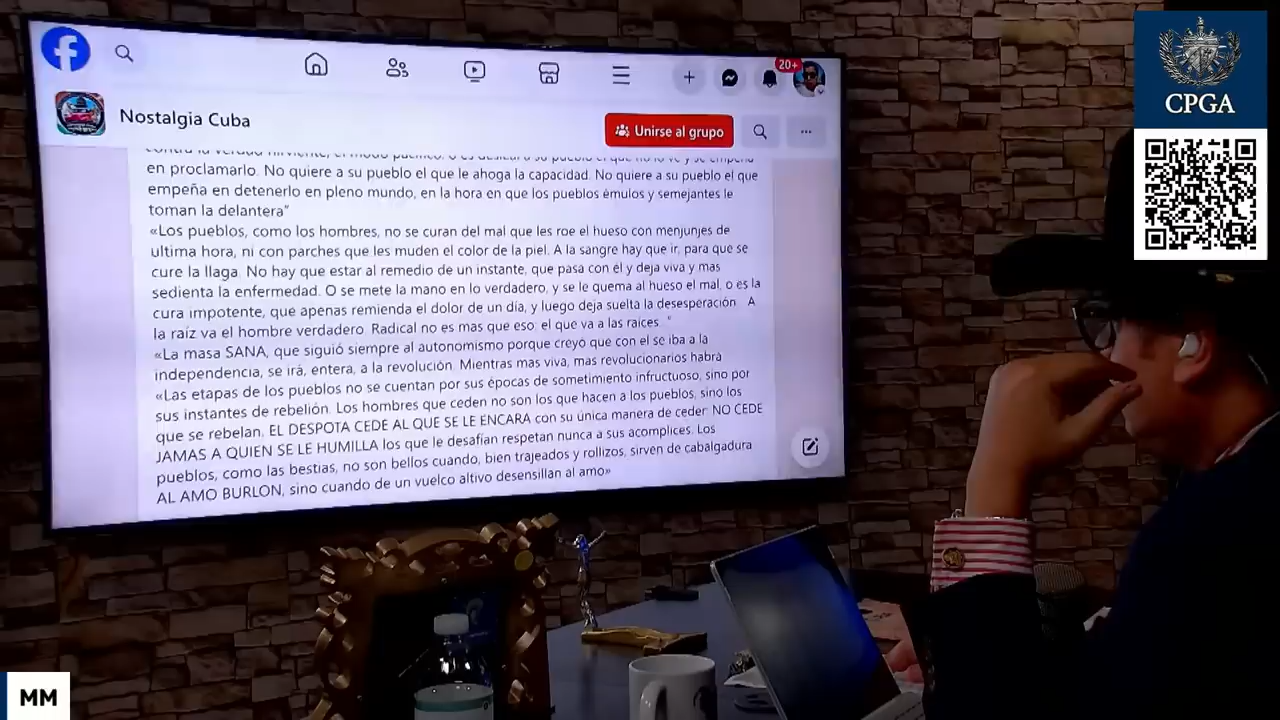 CPGA
20+
Nostalgia Cuba
Unirse al grupo
en proclamarlo. No quiere a su pueblo el que le ahoga la capacidad. No quiere a su pueblo el que
empeña en detenerlo en pleno mundo, en la hora en que los pueblos émulos y semejantes le
toman la delantera"
«Los pueblos, como los hombres, no se curan del mal que les roe el hueso con menjunjes de
ultima hora, ni con parches que les muden el color de la piel. A la sangre hay que ir, para que se
cure la llaga. No hay que estar al remedio de un instante, que pasa con él y deja viva y mas
sedienta la enfermedad. O se mete la mano en lo verdadero, y se le quema al hueso el mal, o es la
cura impotente, que apenas remienda el dolor de un día, y luego deja suelta la desesperación. A
la raíz va el hombre verdadero. Radical no es mas que eso: el que va a las raices. "
«La masa SANA, que siguió siempre al autonomismo porque creyó que con el se iba a la
independencia, se irá, entera, a la revolución. Mientras mas viva, mas revolucionarios habrá
«Las etapas de los pueblos no se cuentan por sus épocas de sometimiento infructuoso, sino por
sus instantes de rebelión. Los hombres que ceden no son los que hacen a los pueblos, sino los
que se rebelan. EL DESPOTA CEDE AL QUE SE LE ENCARA con su única manera de ceder: NO CEDE
JAMAS A QUIEN SE LE HUMILLA los que le desafían respetan nunca a sus acomplices. Los
pueblos, como las bestias, no son bellos cuando, bien trajeados y rollizos, sirven de cabalgadura
AL AMO BURLON, sino cuando de un vuelco altivo desensillan al amo»
MM